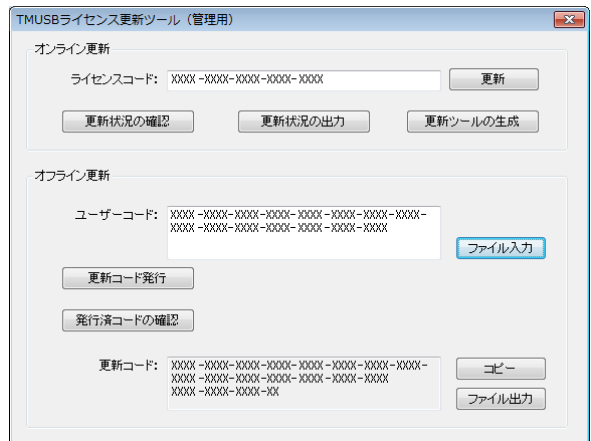 TMUSBライセンス更新ツール（管理用）
オンライン更新
ライセンスコード: XXXX-XXXX-XXXX-XXXX-XXXX 更新
更新状況の確認 更新状況の出力 更新ツールの生成
オフライン更新
ユーザーコード: XXXX-XXXX-XXXX-XXXX-XXXX-XXXX-XXXX-XXXX-
XXXX-XXXX-XXXX-XXXX-XXXX-XXXX-XXXX
ファイル入力
更新コード発行
発行済コードの確認
更新コード: XXXX-XXXX-XXXX-XXXX-XXXX-XXXX-XXXX-XXXX- コピー
XXXX-XXXX-XXXX-XXXX-XXXX-XXXX-XXXX
XXXX-XXXX-XXXX-XX ファイル出力